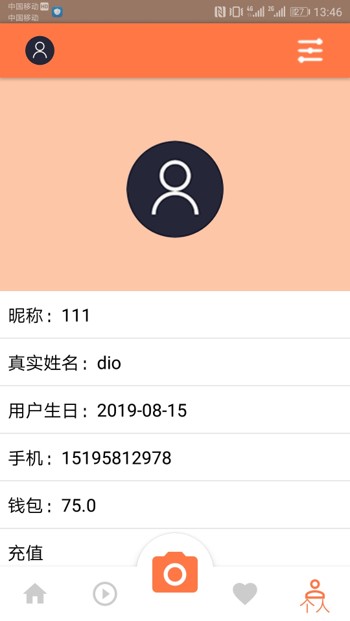 中国移动 HD
中国移动
4G 2G 27 13:46
昵称：111
真实姓名：dio
用户生日：2019-08-15
手机：15195812978
钱包：75.0
充值
个人